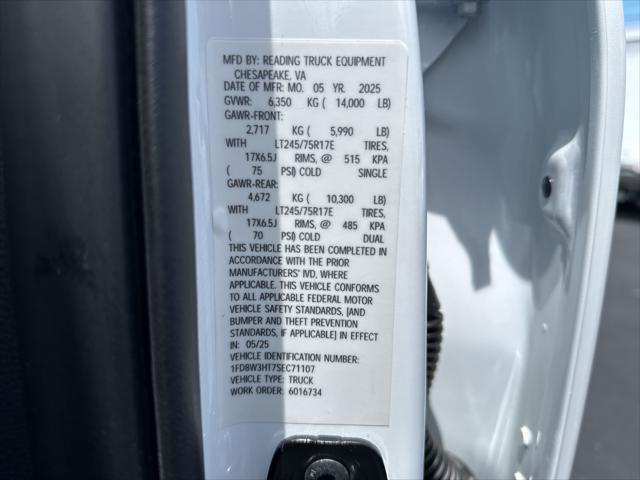 MFD BY: READING TRUCK EQUIPMENT
CHESAPEAKE, VA
DATE OF MFR: MO. 05 YR. 2025
GVWR: 6,350 KG ( 14,000 LB)
GAWR-FRONT:
2,717 KG ( 5,990 LB)
WITH LT245/75R17E TIRES,
17X6.5J RIMS, @ 515 KPA
( 75 PSI) COLD SINGLE
GAWR-REAR:
4,672 KG ( 10,300 LB)
WITH LT245/75R17E TIRES,
17X6.5J RIMS, @ 485 KPA
( 70 PSI) COLD DUAL
THIS VEHICLE HAS BEEN COMPLETED IN
ACCORDANCE WITH THE PRIOR
MANUFACTURERS' IVD, WHERE
APPLICABLE. THIS VEHICLE CONFORMS
TO ALL APPLICABLE FEDERAL MOTOR
VEHICLE SAFETY STANDARDS, [AND
BUMPER AND THEFT PREVENTION
STANDARDS, IF APPLICABLE] IN EFFECT
IN: 05/25
VEHICLE IDENTIFICATION NUMBER:
1FD8W3HT7SEC71107
VEHICLE TYPE: TRUCK
WORK ORDER: 6016734